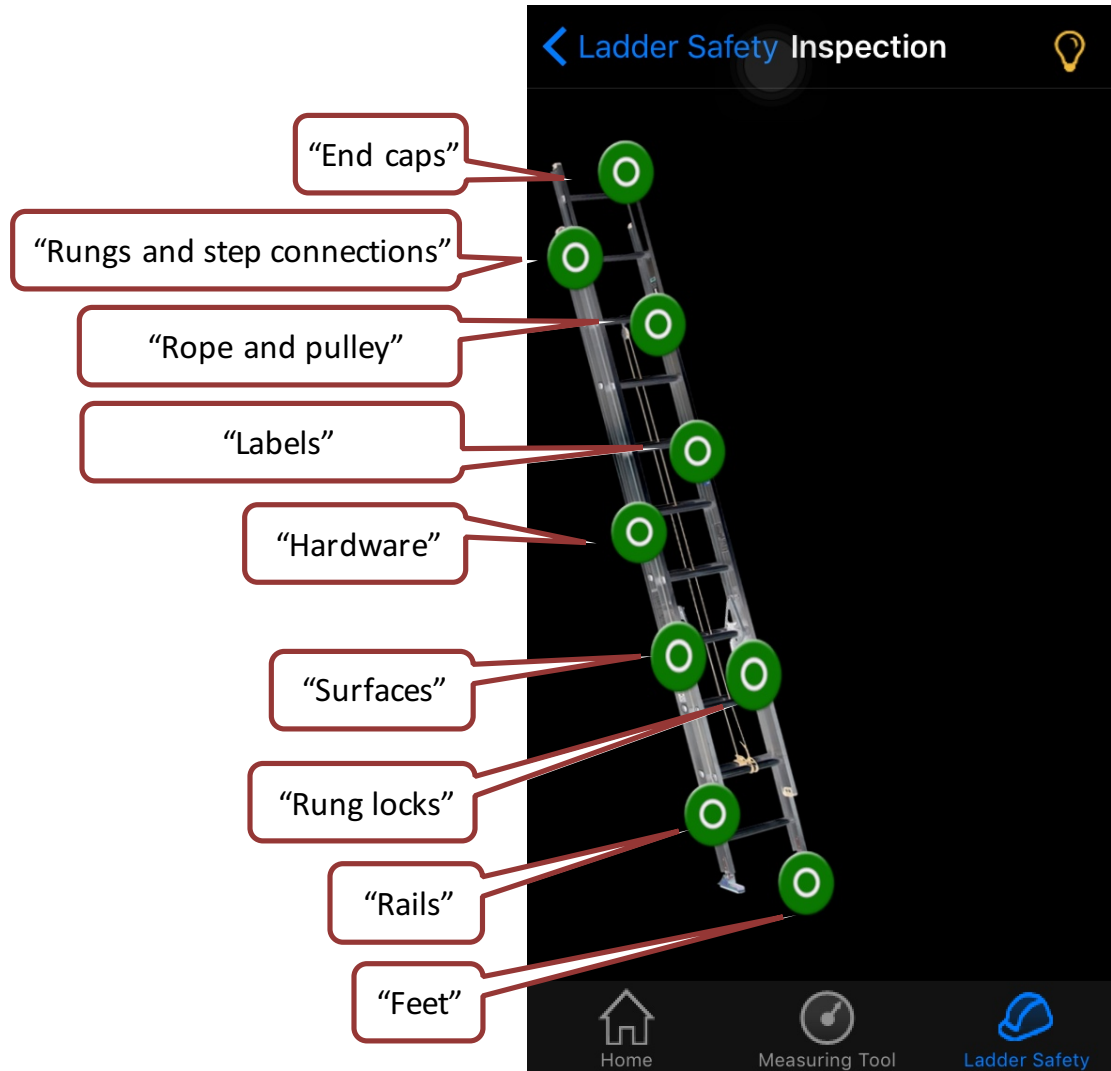 Ladder Safety Inspection
“End caps”
“Rungs and step connections”
“Rope and pulley”
“Labels”
“Hardware”
“Surfaces”
“Rung locks”
“Rails”
“Feet”
Home Measuring Tool Ladder Safety